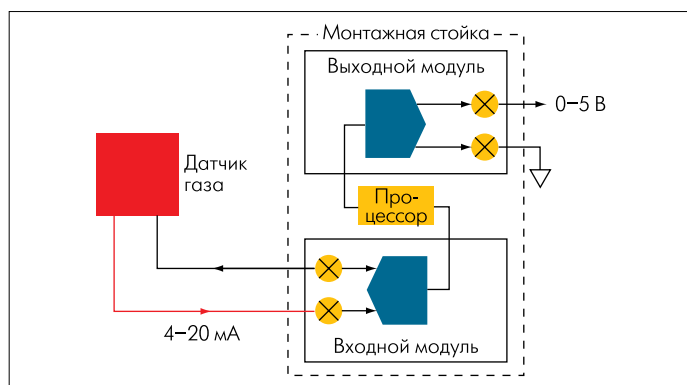 Монтажная стойка
Выходной модуль
0–5 В
Датчик
газа
Про-
цессор
4–20 мА
Входной модуль